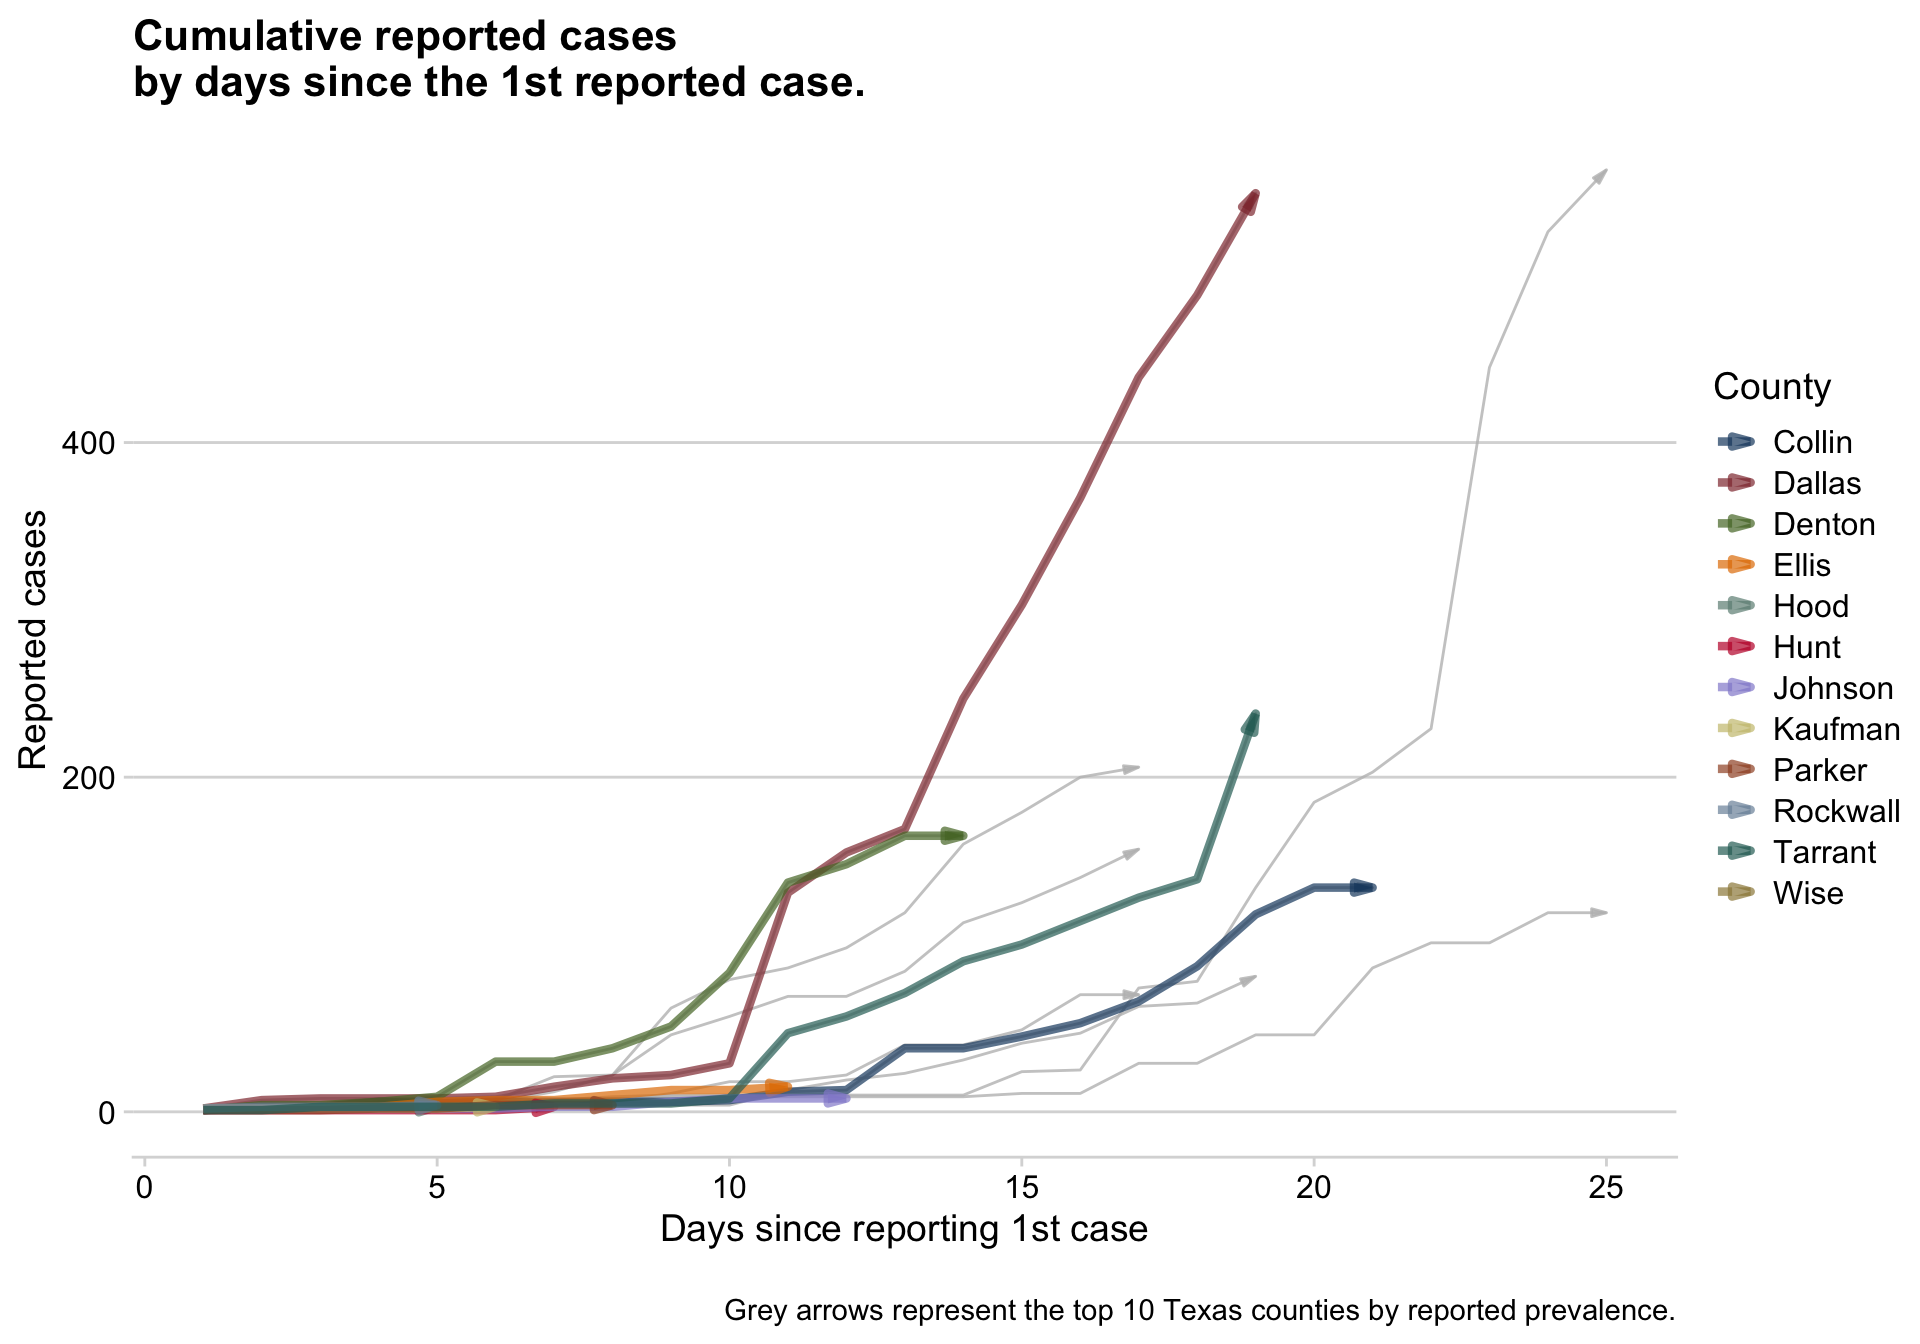 Cumulative reported cases
by days since the 1st reported case.
Reported cases
400
200
0
0 5 10 15 20 25
Days since reporting 1st case
County
Collin
Dallas
Denton
Ellis
Hood
Hunt
Johnson
Kaufman
Parker
Rockwall
Tarrant
Wise
Grey arrows represent the top 10 Texas counties by reported prevalence.